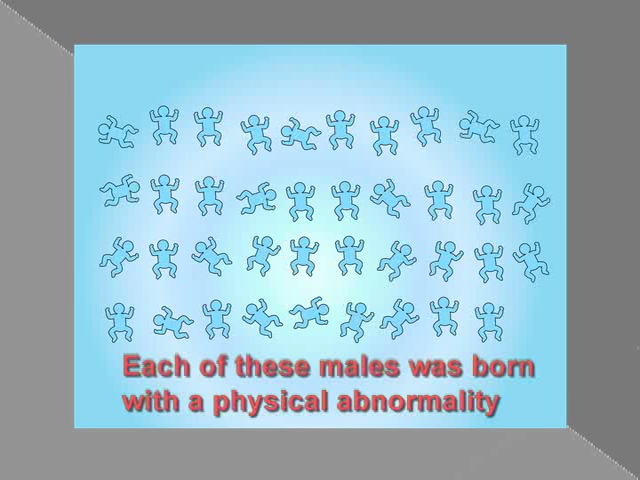 Each of these males was born
with a physical abnormality